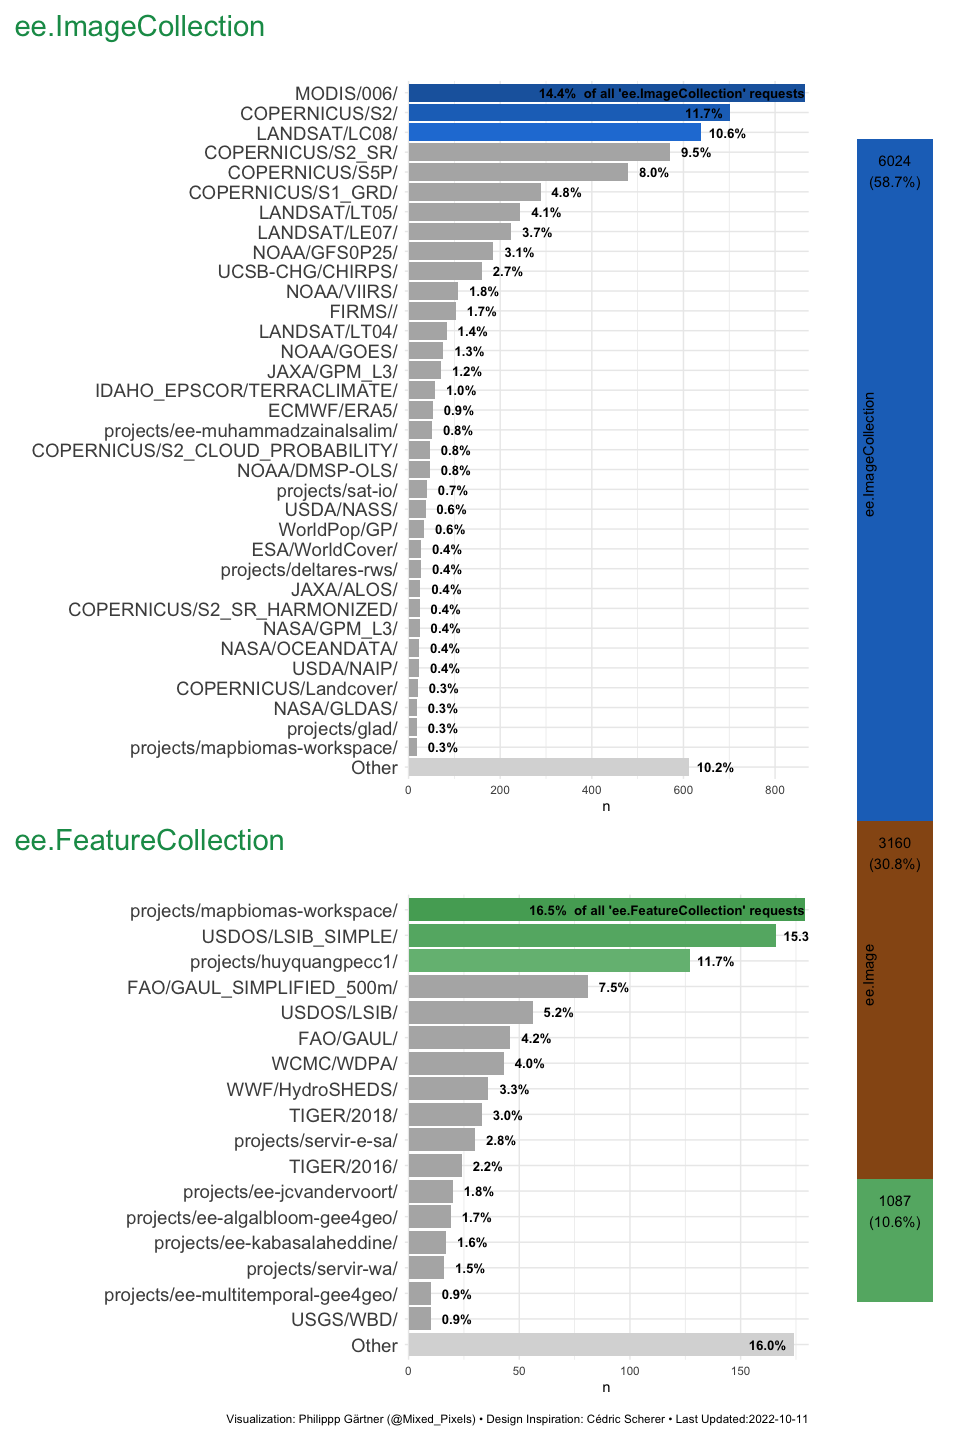 ee.ImageCollection
MODIS/006/ 14.4% of all 'ee.ImageCollection' requests
COPERNICUS/S2/ 11.7%
LANDSAT/LC08/ 10.6%
COPERNICUS/S2_SR/ 9.5%
COPERNICUS/S5P/ 8.0%
COPERNICUS/S1_GRD/ 4.8%
LANDSAT/LT05/ 4.1%
LANDSAT/LE07/ 3.7%
NOAA/GFS0P25/ 3.1%
UCSB-CHG/CHIRPS/ 2.7%
NOAA/VIIRS/ 1.8%
FIRMS// 1.7%
LANDSAT/LT04/ 1.4%
NOAA/GOES/ 1.3%
JAXA/GPM_L3/ 1.2%
IDAHO_EPSCOR/TERRACLIMATE/ 1.0%
ECMWF/ERA5/ 0.9%
projects/ee-muhammadzainalsalim/ 0.8%
COPERNICUS/S2_CLOUD_PROBABILITY/ 0.8%
NOAA/DMSP-OLS/ 0.8%
projects/sat-io/ 0.7%
USDA/NASS/ 0.6%
WorldPop/GP/ 0.6%
ESA/WorldCover/ 0.4%
projects/deltares-rws/ 0.4%
JAXA/ALOS/ 0.4%
COPERNICUS/S2_SR_HARMONIZED/ 0.4%
NASA/GPM_L3/ 0.4%
NASA/OCEANDATA/ 0.4%
USDA/NAIP/ 0.4%
COPERNICUS/Landcover/ 0.3%
NASA/GLDAS/ 0.3%
projects/glad/ 0.3%
projects/mapbiomas-workspace/ 0.3%
Other 10.2%
0 200 400 600 800
n
ee.FeatureCollection
projects/mapbiomas-workspace/ 16.5% of all 'ee.FeatureCollection' requests
USDOS/LSIB_SIMPLE/ 15.3
projects/huyquangpecc1/ 11.7%
FAO/GAUL_SIMPLIFIED_500m/ 7.5%
USDOS/LSIB/ 5.2%
FAO/GAUL/ 4.2%
WCMC/WDPA/ 4.0%
WWF/HydroSHEDS/ 3.3%
TIGER/2018/ 3.0%
projects/servir-e-sa/ 2.8%
TIGER/2016/ 2.2%
projects/ee-jcvandervoort/ 1.8%
projects/ee-algalbloom-gee4geo/ 1.7%
projects/ee-kabasalaheddine/ 1.6%
projects/servir-wa/ 1.5%
projects/ee-multitemporal-gee4geo/ 0.9%
USGS/WBD/ 0.9%
Other 16.0%
0 50 100 150
n
6024
(58.7%)
ee.ImageCollection
3160
(30.8%)
ee.Image
1087
(10.6%)
Visualization: Philippp Gärtner (@Mixed_Pixels) • Design Inspiration: Cédric Scherer • Last Updated:2022-10-11